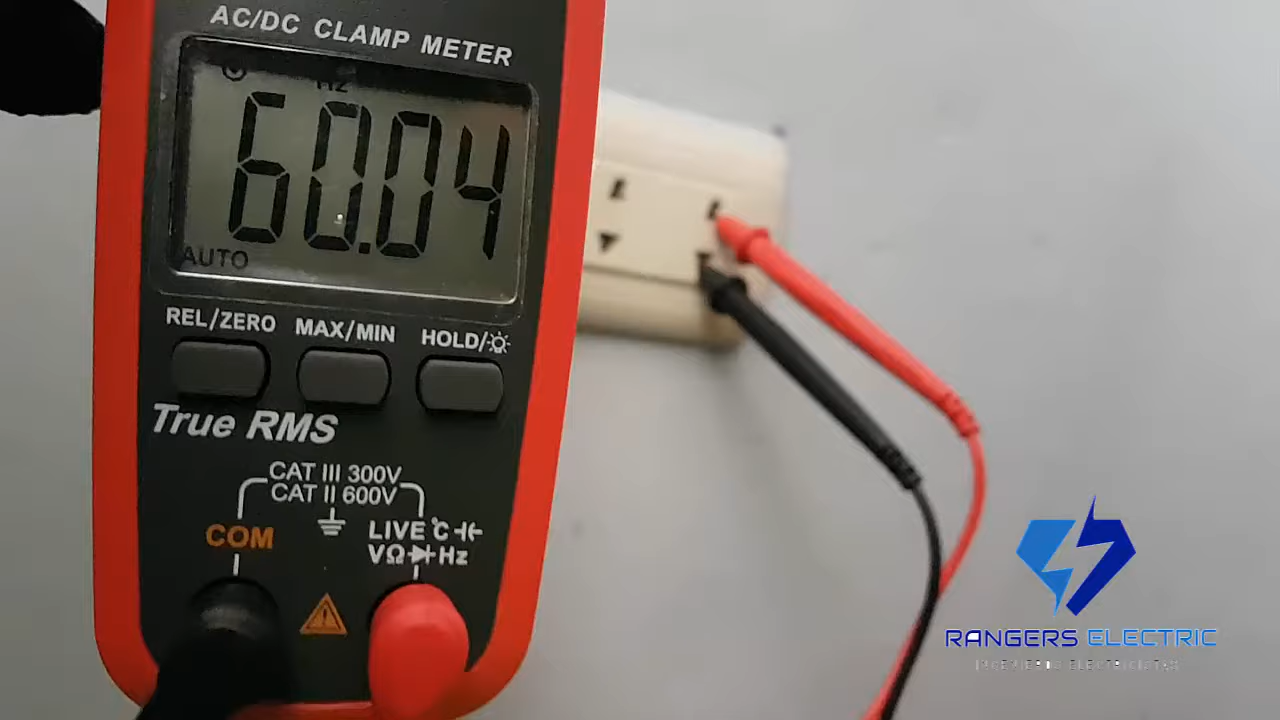 AC/DC CLAMP METER
Hz
60.04
AUTO
REL/ZERO MAX/MIN HOLD/
True RMS
CAT III 300V
CAT II 600V
COM
LIVE °C
VΩ Hz
RANGERS ELECTRIC